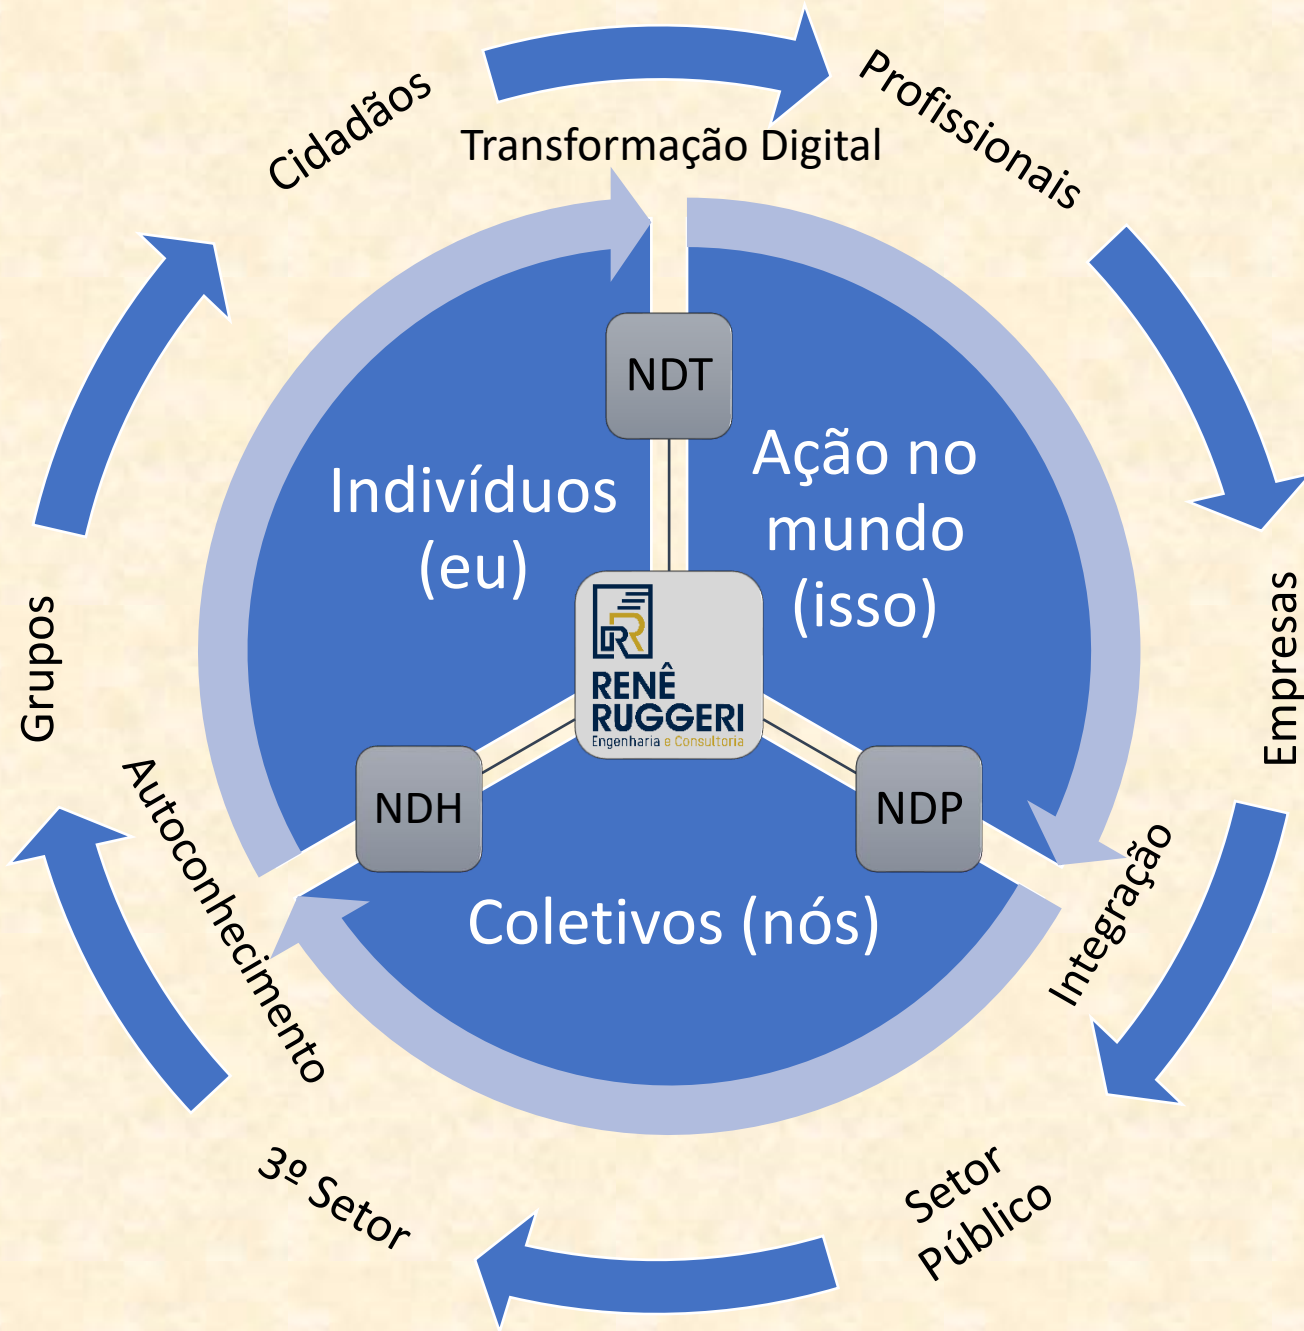 Cidadãos
Profissionais
Transformação Digital
NDT
Indivíduos
(eu)
Ação no
mundo
(isso)
Grupos
Empresas
RR
RENÊ
RUGGERI
Engenharia e Consultoria
NDH
NDP
Autoconhecimento
Integração
Coletivos (nós)
3º Setor
Setor
Público